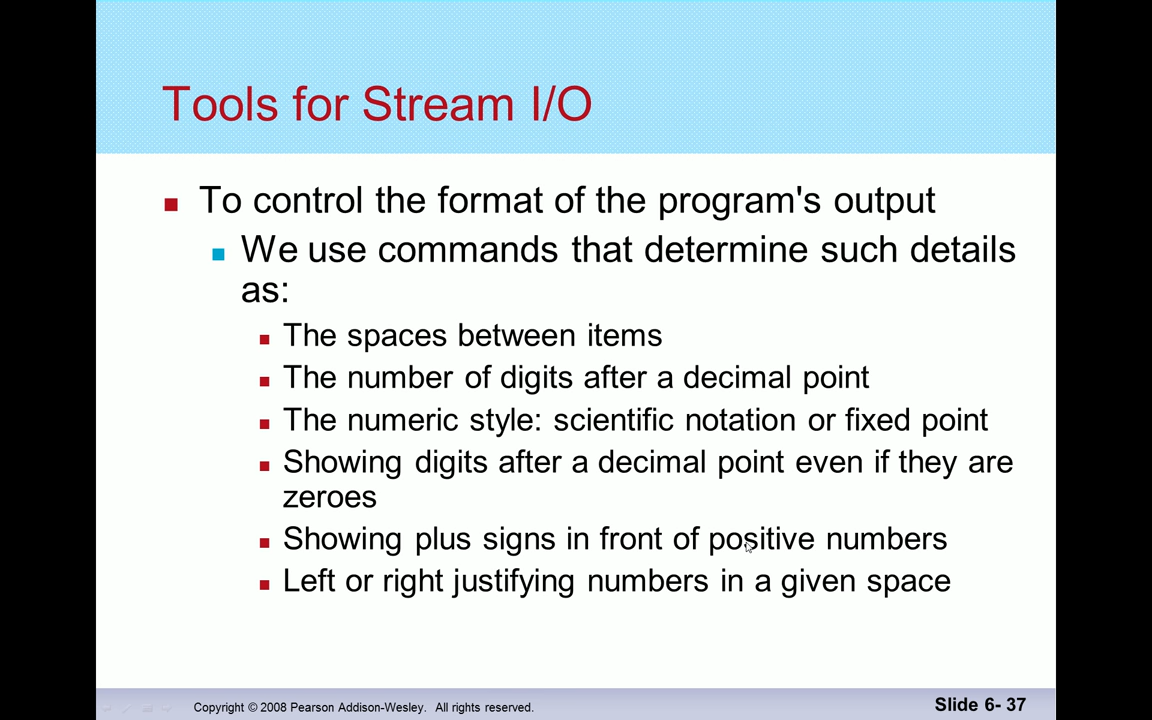 Tools for Stream I/O
To control the format of the program's output
We use commands that determine such details
as:
The spaces between items
The number of digits after a decimal point
The numeric style: scientific notation or fixed point
Showing digits after a decimal point even if they are
zeroes
Showing plus signs in front of positive numbers
Left or right justifying numbers in a given space
Copyright © 2008 Pearson Addison-Wesley. All rights reserved.
Slide 6- 37